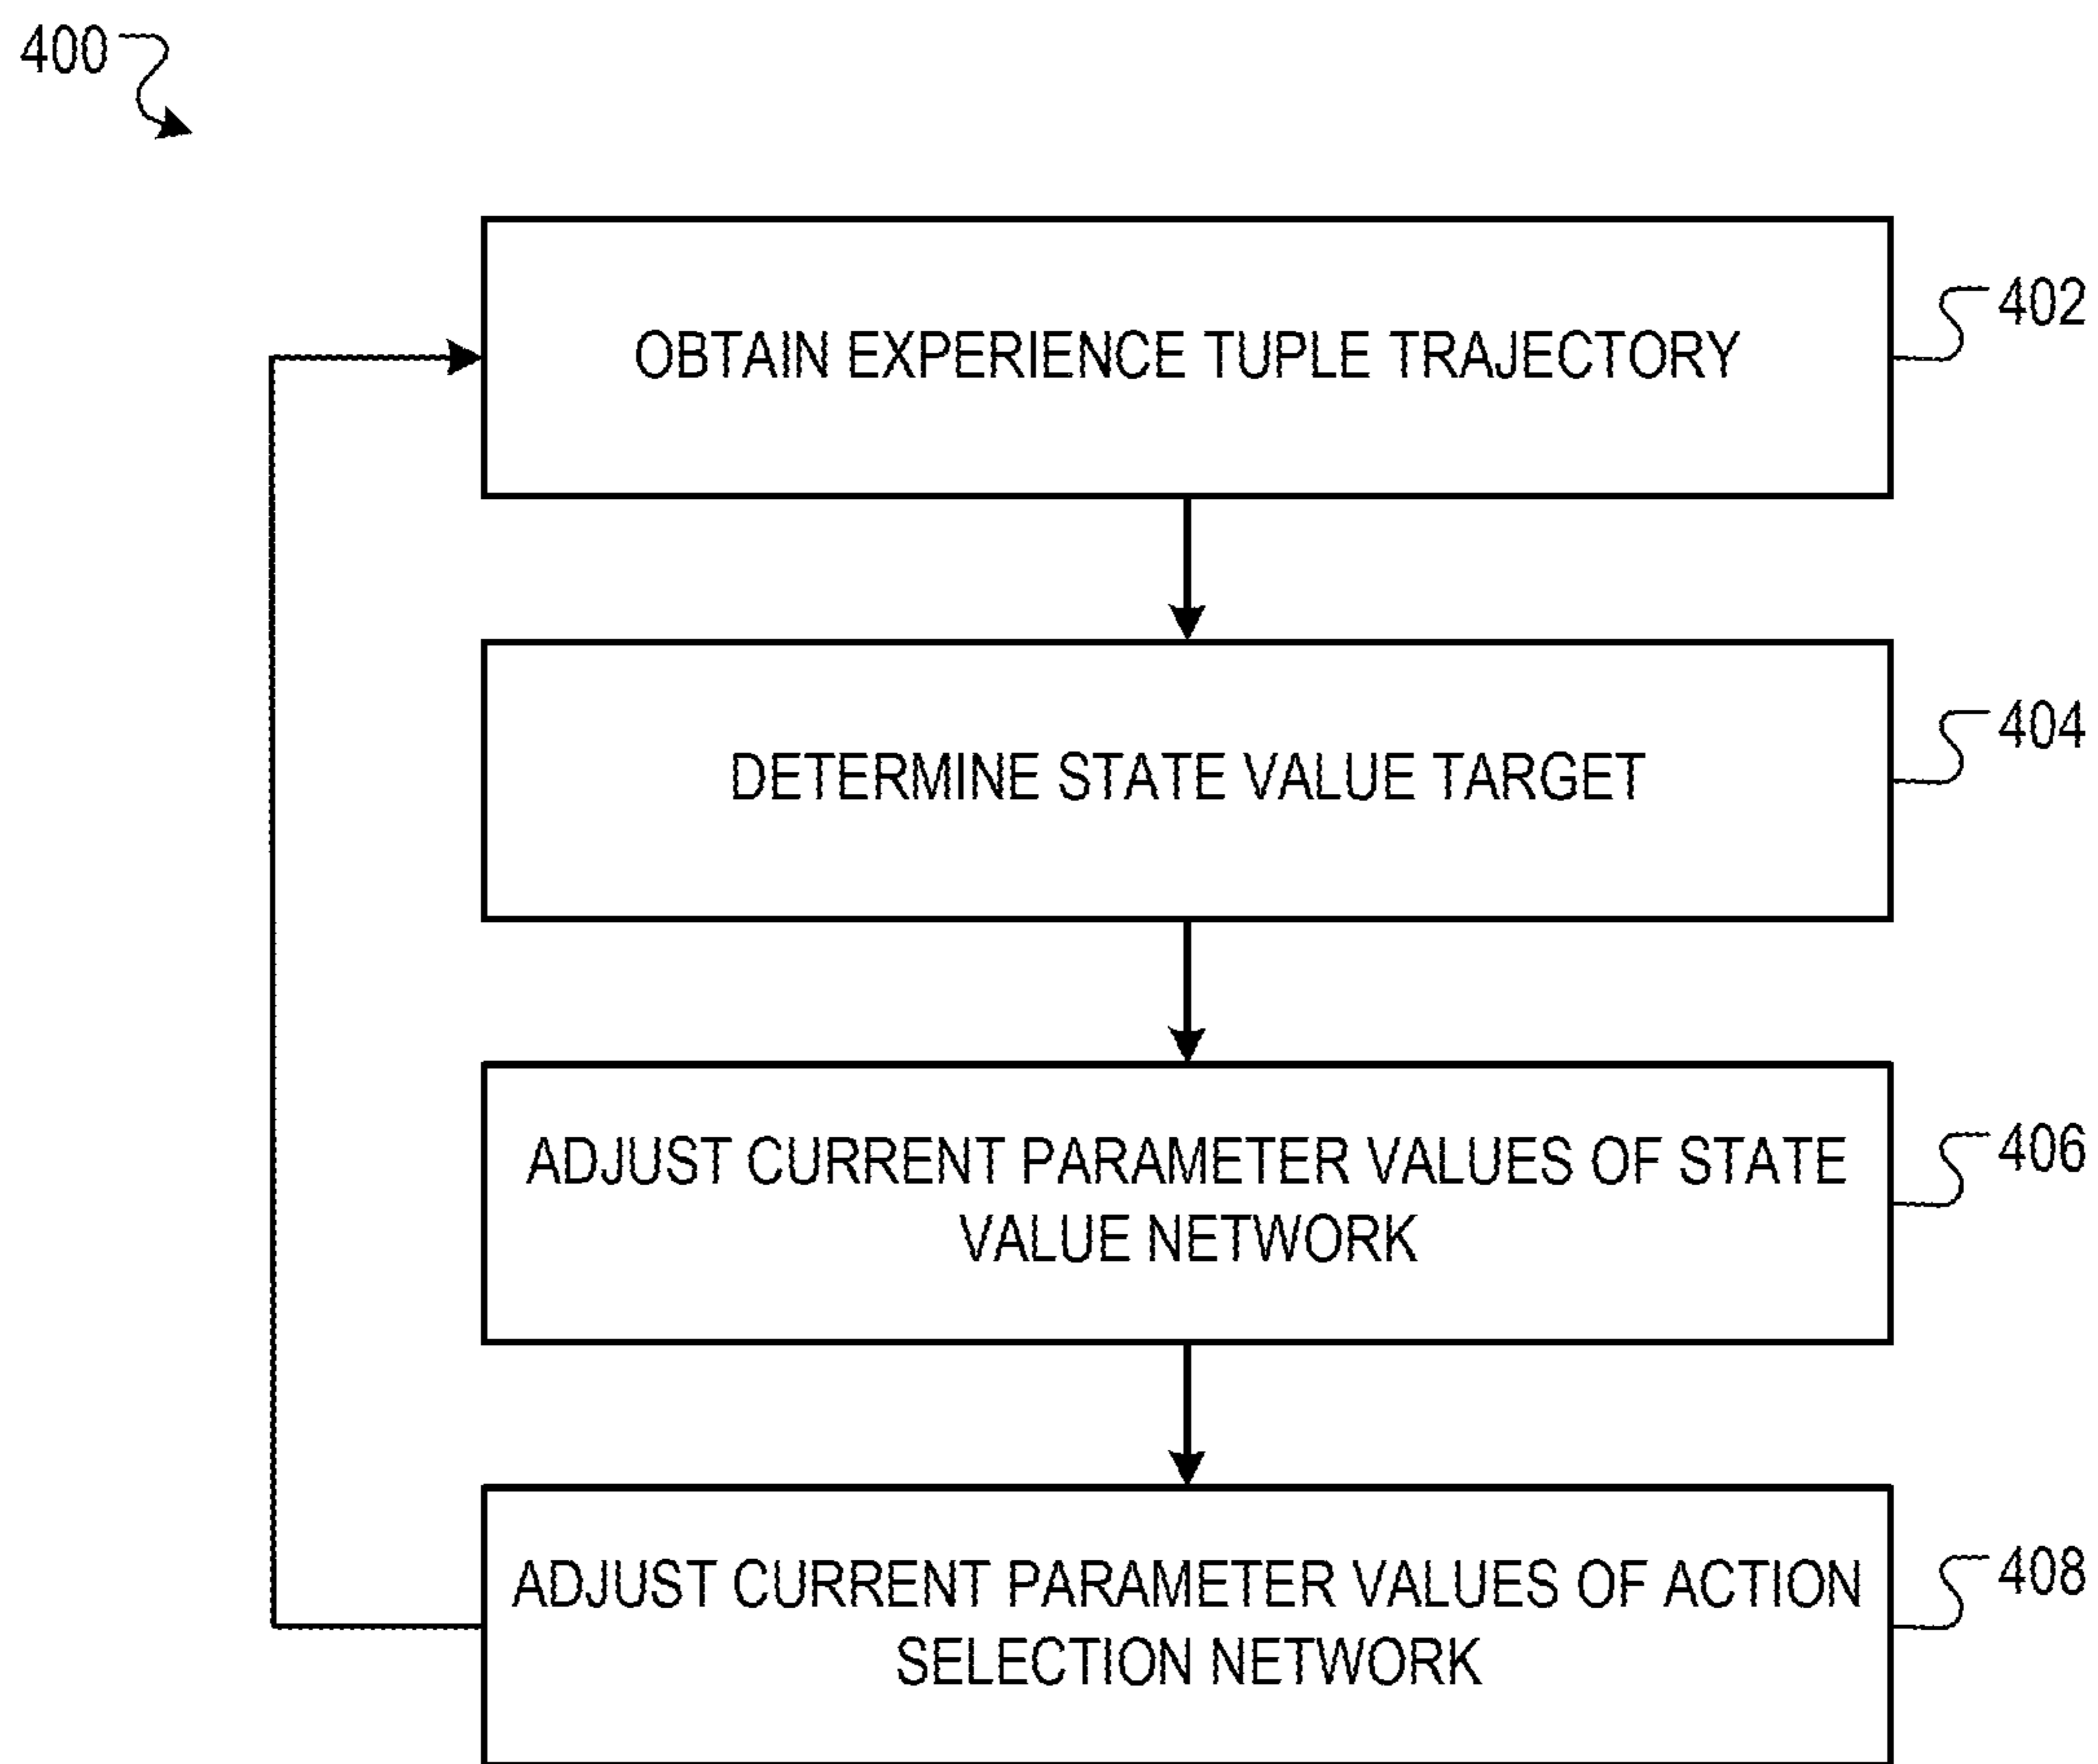 400
OBTAIN EXPERIENCE TUPLE TRAJECTORY
402
DETERMINE STATE VALUE TARGET
404
ADJUST CURRENT PARAMETER VALUES OF STATE
VALUE NETWORK
406
ADJUST CURRENT PARAMETER VALUES OF ACTION
SELECTION NETWORK
408